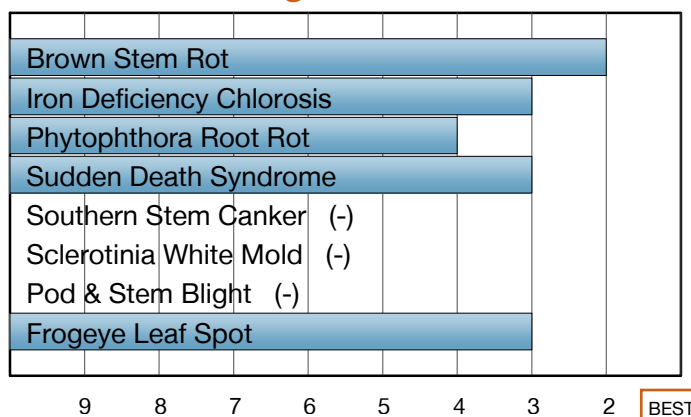 Brown Stem Rot
Iron Deficiency Chlorosis
Phytophthora Root Rot
Sudden Death Syndrome
Southern Stem Canker (-)
Sclerotinia White Mold (-)
Pod & Stem Blight (-)
Frogeye Leaf Spot
9 8 7 6 5 4 3 2 BEST